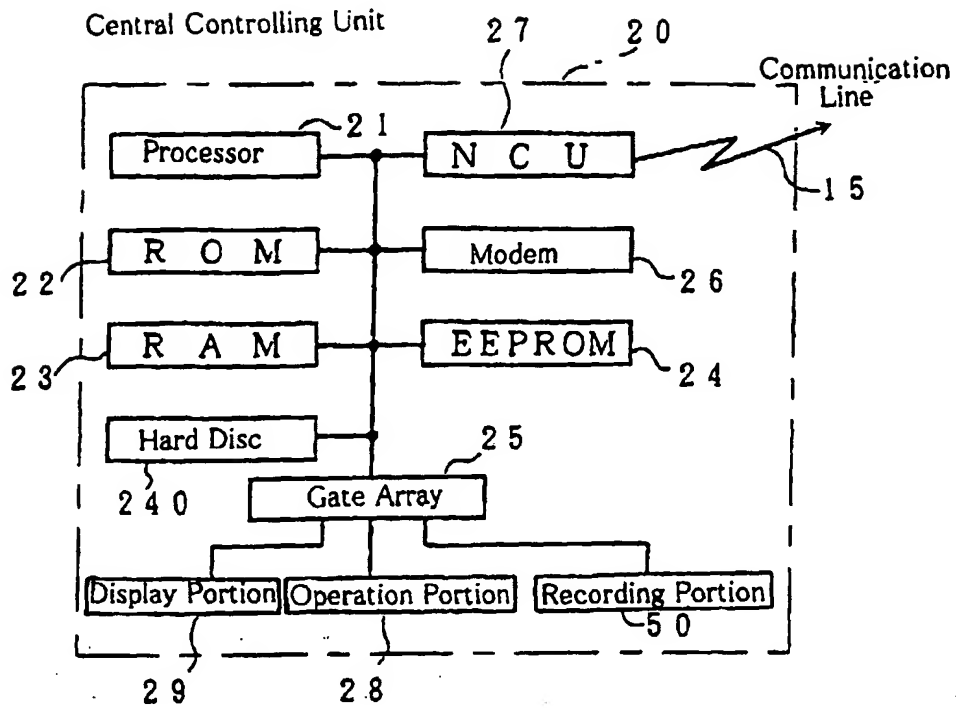 Central Controlling Unit
27
20
Communication
Line
21
Processor
N C U
15
R O M
Modem
22
26
R A M
EEPROM
23
24
Hard Disc
25
240
Gate Array
Display Portion
Operation Portion
Recording Portion
50
29
28